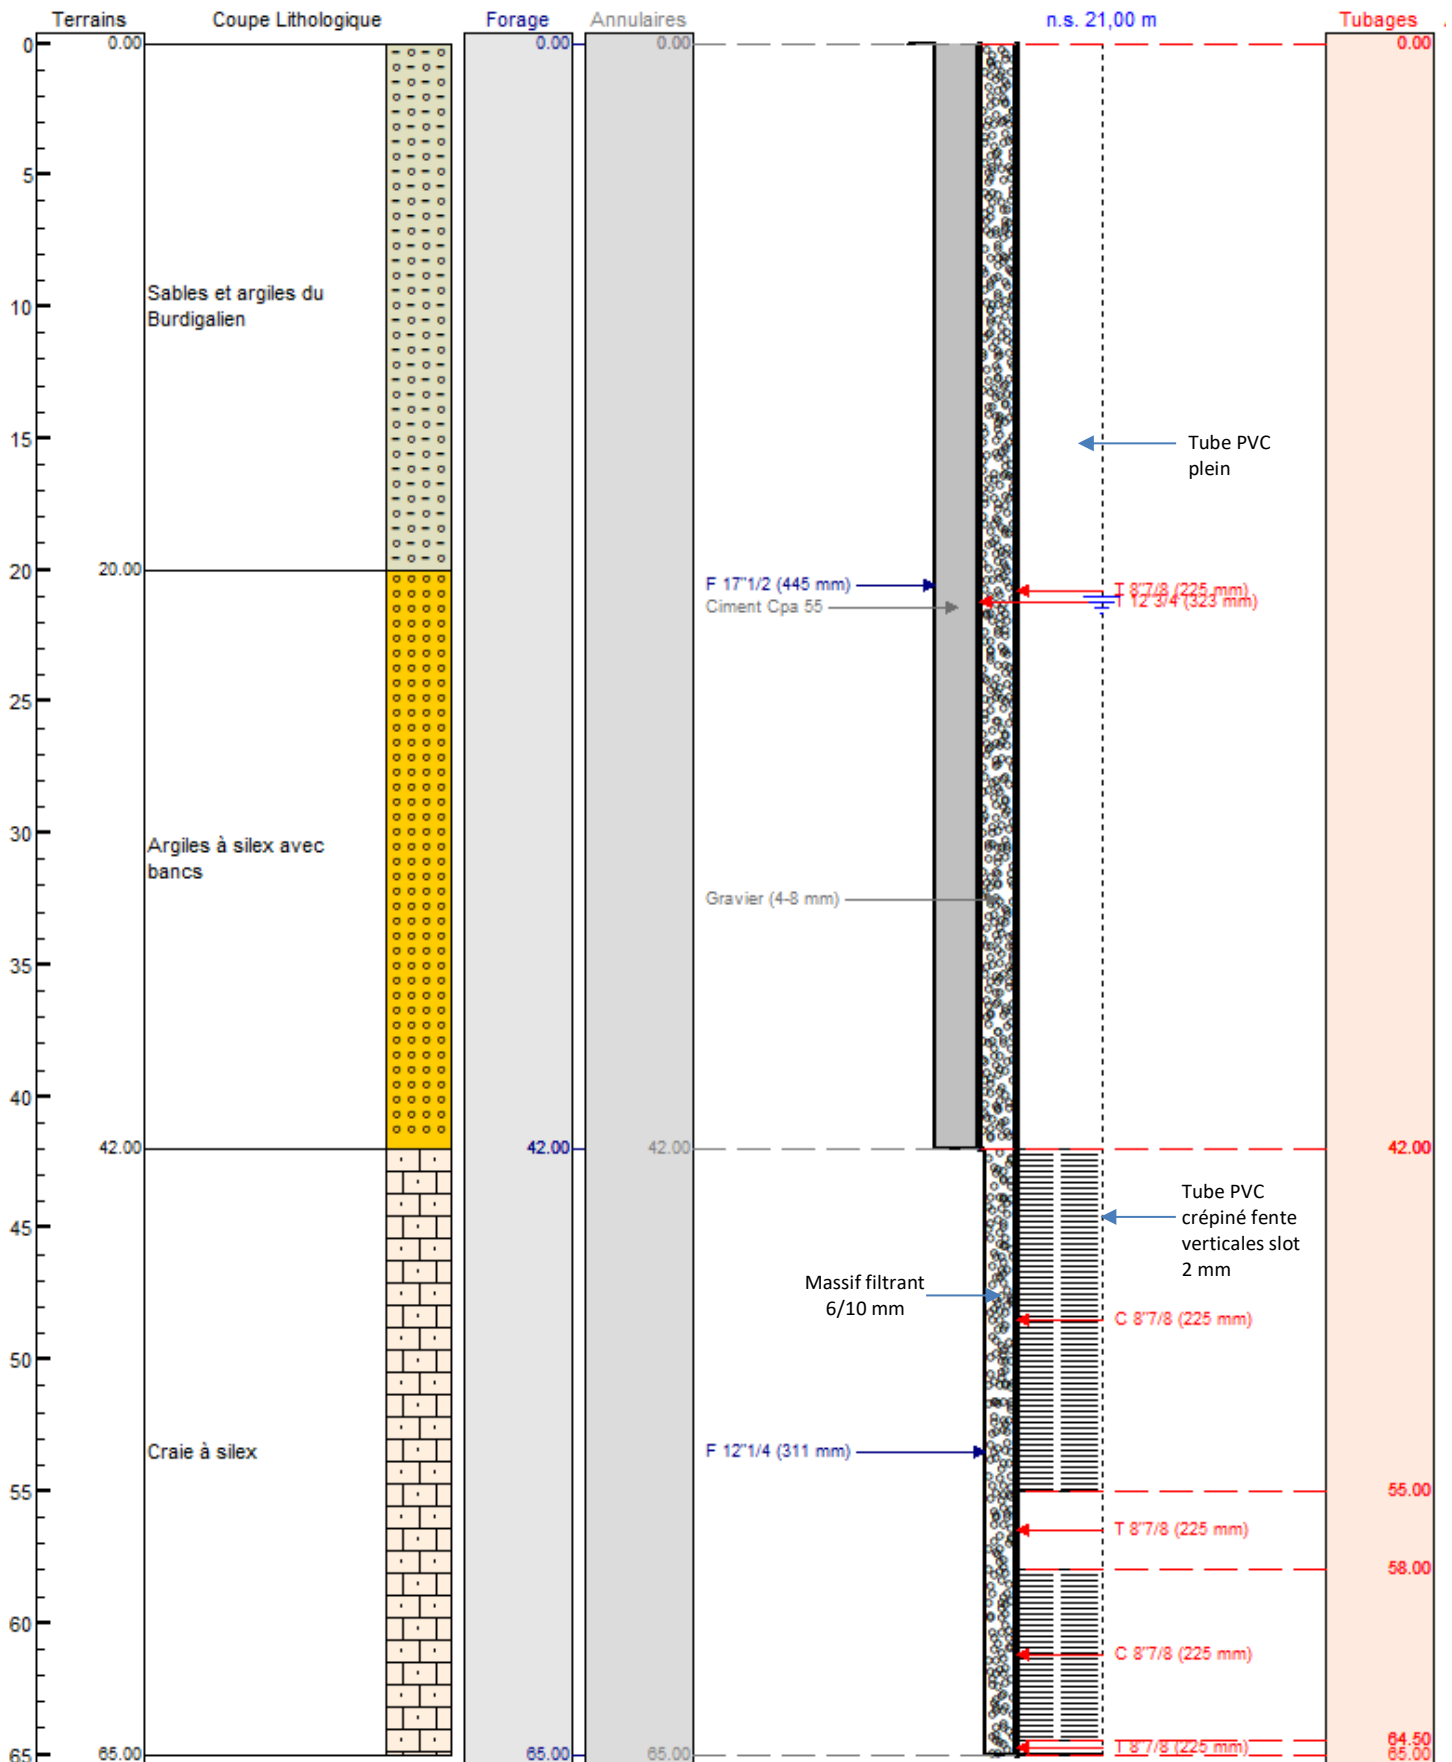 Terrains Coupe Lithologique Forage Annulaires n.s. 21,00 m Tubages
0 0.00 0.00 0.00 0.00
5
Sables et argiles du
10
Burdigalien
15
Tube PVC
plein
20 20.00
F 17"1/2 (445 mm) T 8"7/8 (225 mm)
Ciment Cpa 55 T 12 3/4 (323 mm)
25
30
Argiles à silex avec
bancs
Gravier (4-8 mm)
35
40
42.00 42.00 42.00 42.00
Tube PVC
crépiné fente
45
verticales slot
2 mm
Massif filtrant
6/10 mm
C 8"7/8 (225 mm)
50
Craie à silex F 12"1/4 (311 mm)
55 55.00
T 8"7/8 (225 mm)
58.00
60
C 8"7/8 (225 mm)
64.50
T 8"7/8 (225 mm)
65 65.00 65.00 65.00 65.00